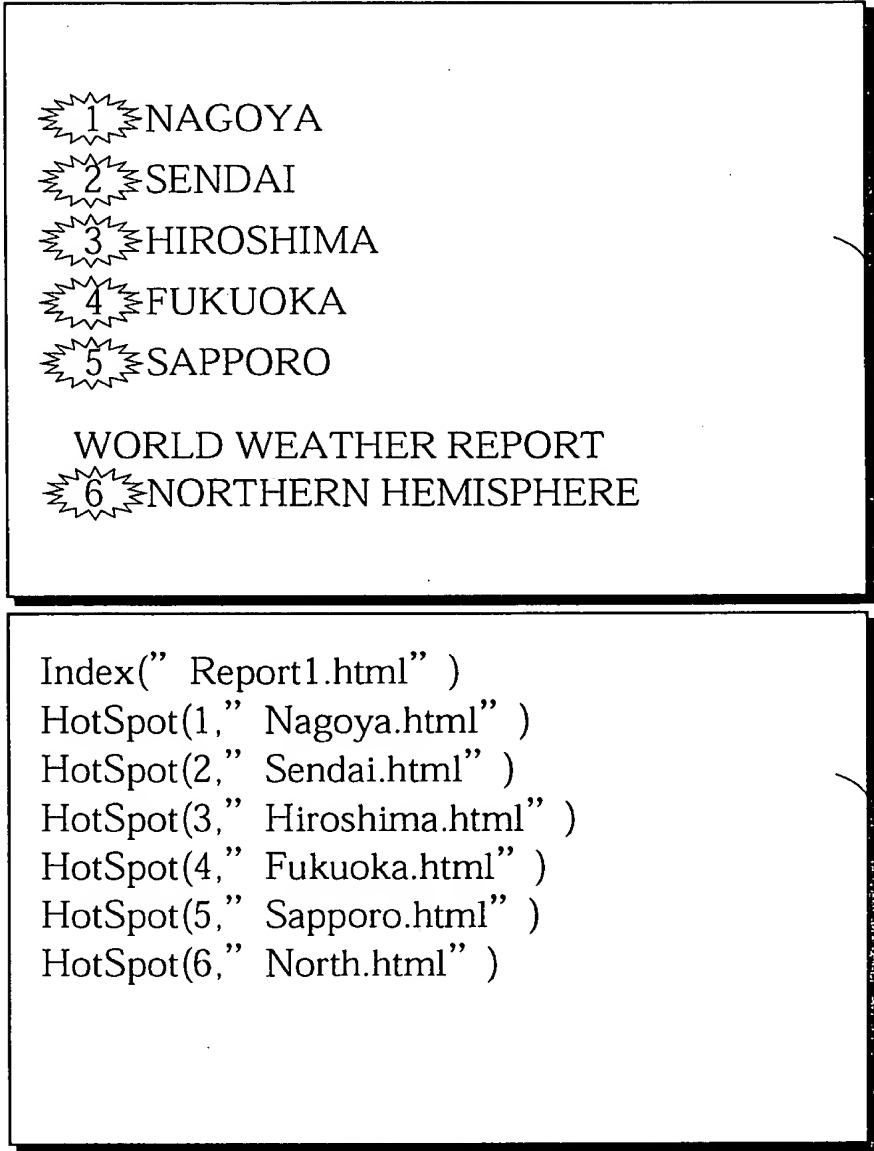 1 NAGOYA
2 SENDAI
3 HIROSHIMA
4 FUKUOKA
5 SAPPORO
WORLD WEATHER REPORT
6 NORTHERN HEMISPHERE
Index(” Report1.html” )
HotSpot(1,” Nagoya.html” )
HotSpot(2,” Sendai.html” )
HotSpot(3,” Hiroshima.html” )
HotSpot(4,” Fukuoka.html” )
HotSpot(5,” Sapporo.html” )
HotSpot(6,” North.html” )